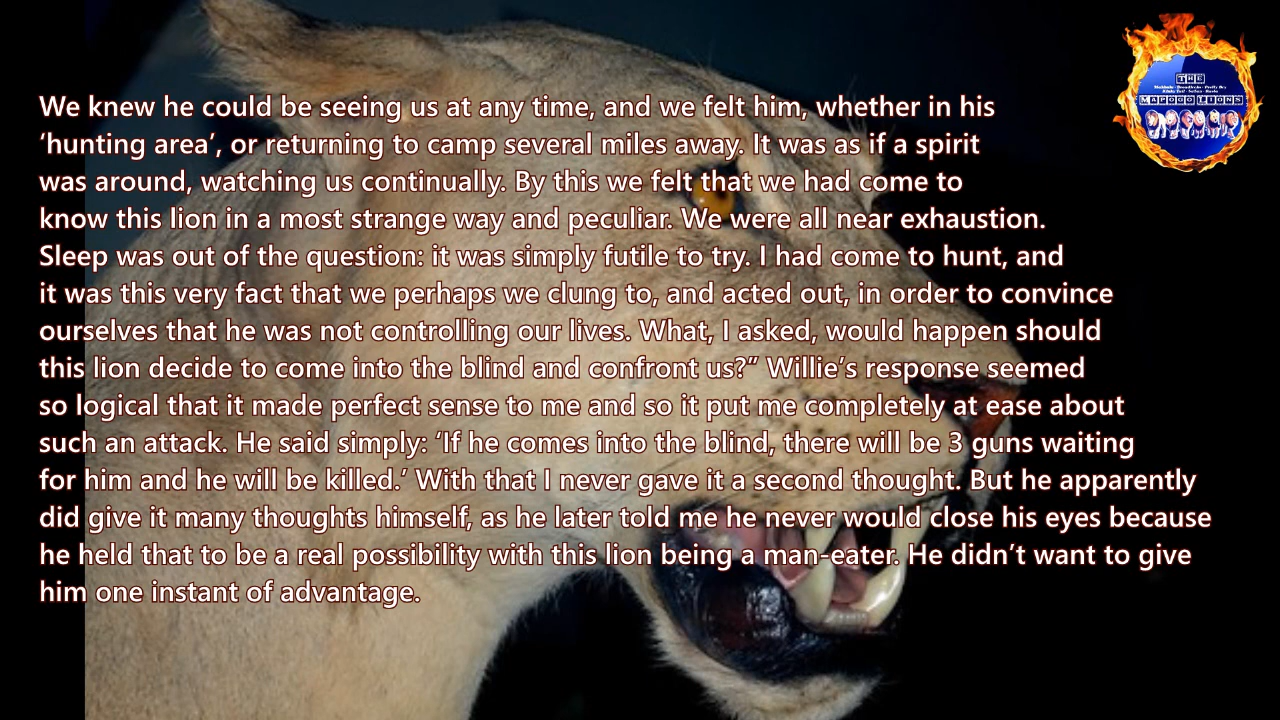 THE
MAPOGO LIONS
We knew he could be seeing us at any time, and we felt him, whether in his
‘hunting area’, or returning to camp several miles away. It was as if a spirit
was around, watching us continually. By this we felt that we had come to
know this lion in a most strange way and peculiar. We were all near exhaustion.
Sleep was out of the question: it was simply futile to try. I had come to hunt, and
it was this very fact that we perhaps we clung to, and acted out, in order to convince
ourselves that he was not controlling our lives. What, I asked, would happen should
this lion decide to come into the blind and confront us?” Willie’s response seemed
so logical that it made perfect sense to me and so it put me completely at ease about
such an attack. He said simply: ‘If he comes into the blind, there will be 3 guns waiting
for him and he will be killed.’ With that I never gave it a second thought. But he apparently
did give it many thoughts himself, as he later told me he never would close his eyes because
he held that to be a real possibility with this lion being a man-eater. He didn’t want to give
him one instant of advantage.